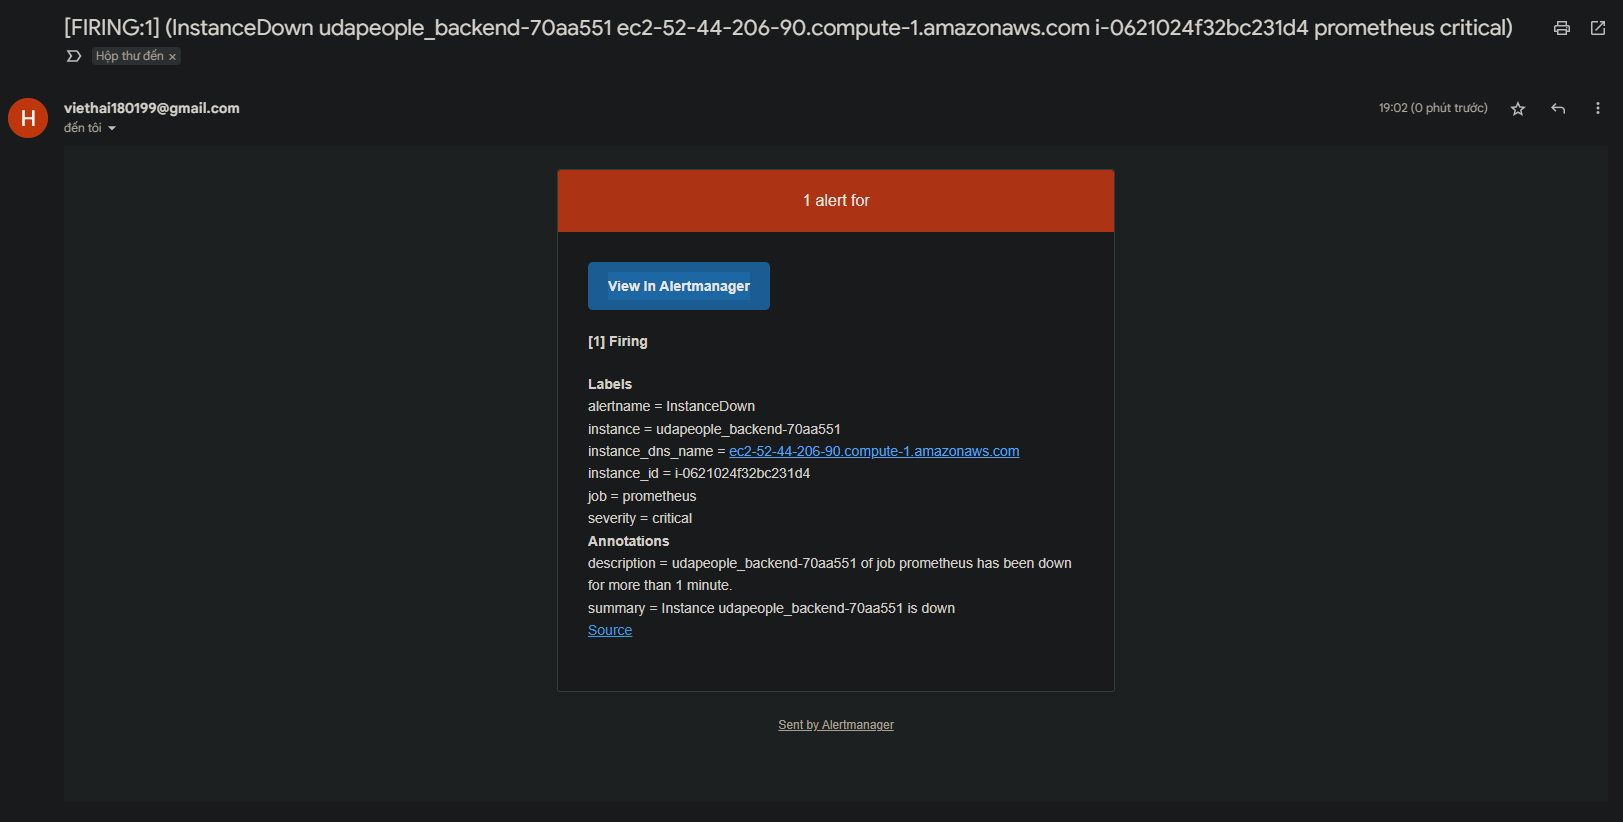 [FIRING:1] (InstanceDown udapeople_backend-70aa551 ec2-52-44-206-90.compute-1.amazonaws.com i-0621024f32bc231d4 prometheus critical)
Hộp thư đến ×
H
viethai180199@gmail.com
19:02 (0 phút trước)
đến tôi
1 alert for
View In Alertmanager
[1] Firing
Labels
alertname = InstanceDown
instance = udapeople_backend-70aa551
instance_dns_name = ec2-52-44-206-90.compute-1.amazonaws.com
instance_id = i-0621024f32bc231d4
job = prometheus
severity = critical
Annotations
description = udapeople_backend-70aa551 of job prometheus has been down
for more than 1 minute.
summary = Instance udapeople_backend-70aa551 is down
Source
Sent by Alertmanager